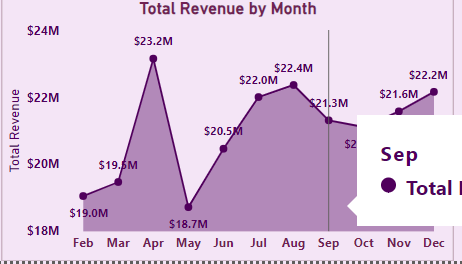 Total Revenue by Month
$24M
$23.2M
$22.4M
$22.0M
$22.2M
$22M
$21.3M
$21.6M
$20.5M
$20M
$19.5M
$19.0M
$18.7M
$18M
Total Revenue
Sep
Total
Feb Mar Apr May Jun Jul Aug Sep Oct Nov Dec